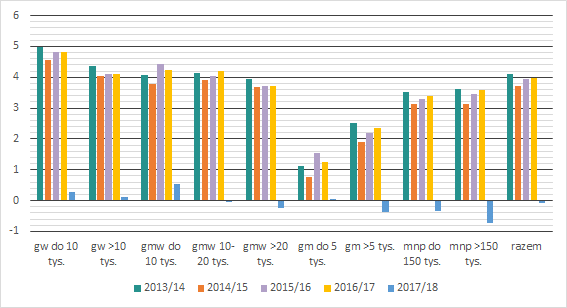 6
5
4
3
2
1
0
-1
gw do 10 tys.
gw >10 tys.
gmw do 10 tys.
gmw 10-20 tys.
gmw >20 tys.
gm do 5 tys.
gm >5 tys.
mnp do 150 tys.
mnp >150 tys.
razem
2013/14 2014/15 2015/16 2016/17 2017/18